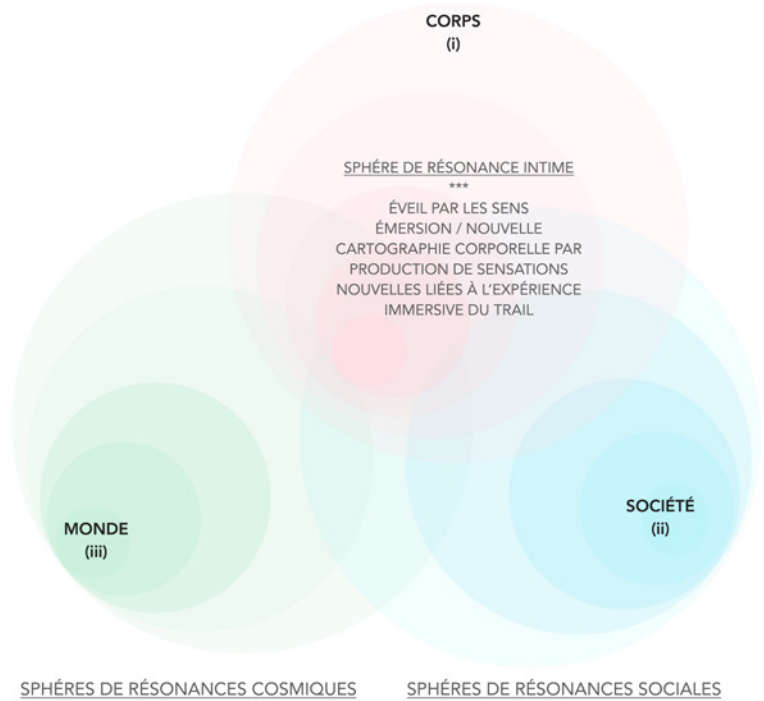 CORPS
(i)
SPHÉRE DE RÉSONANCE INTIME
***
ÉVEIL PAR LES SENS
ÉMERSION / NOUVELLE
CARTOGRAPHIE CORPORELLE PAR
PRODUCTION DE SENSATIONS
NOUVELLES LIÉES À L'EXPÉRIENCE
IMMERSIVE DU TRAIL
MONDE
(iii)
SOCIÉTÉ
(ii)
SPHÉRES DE RÉSONANCES COSMIQUES
SPHÉRES DE RÉSONANCES SOCIALES